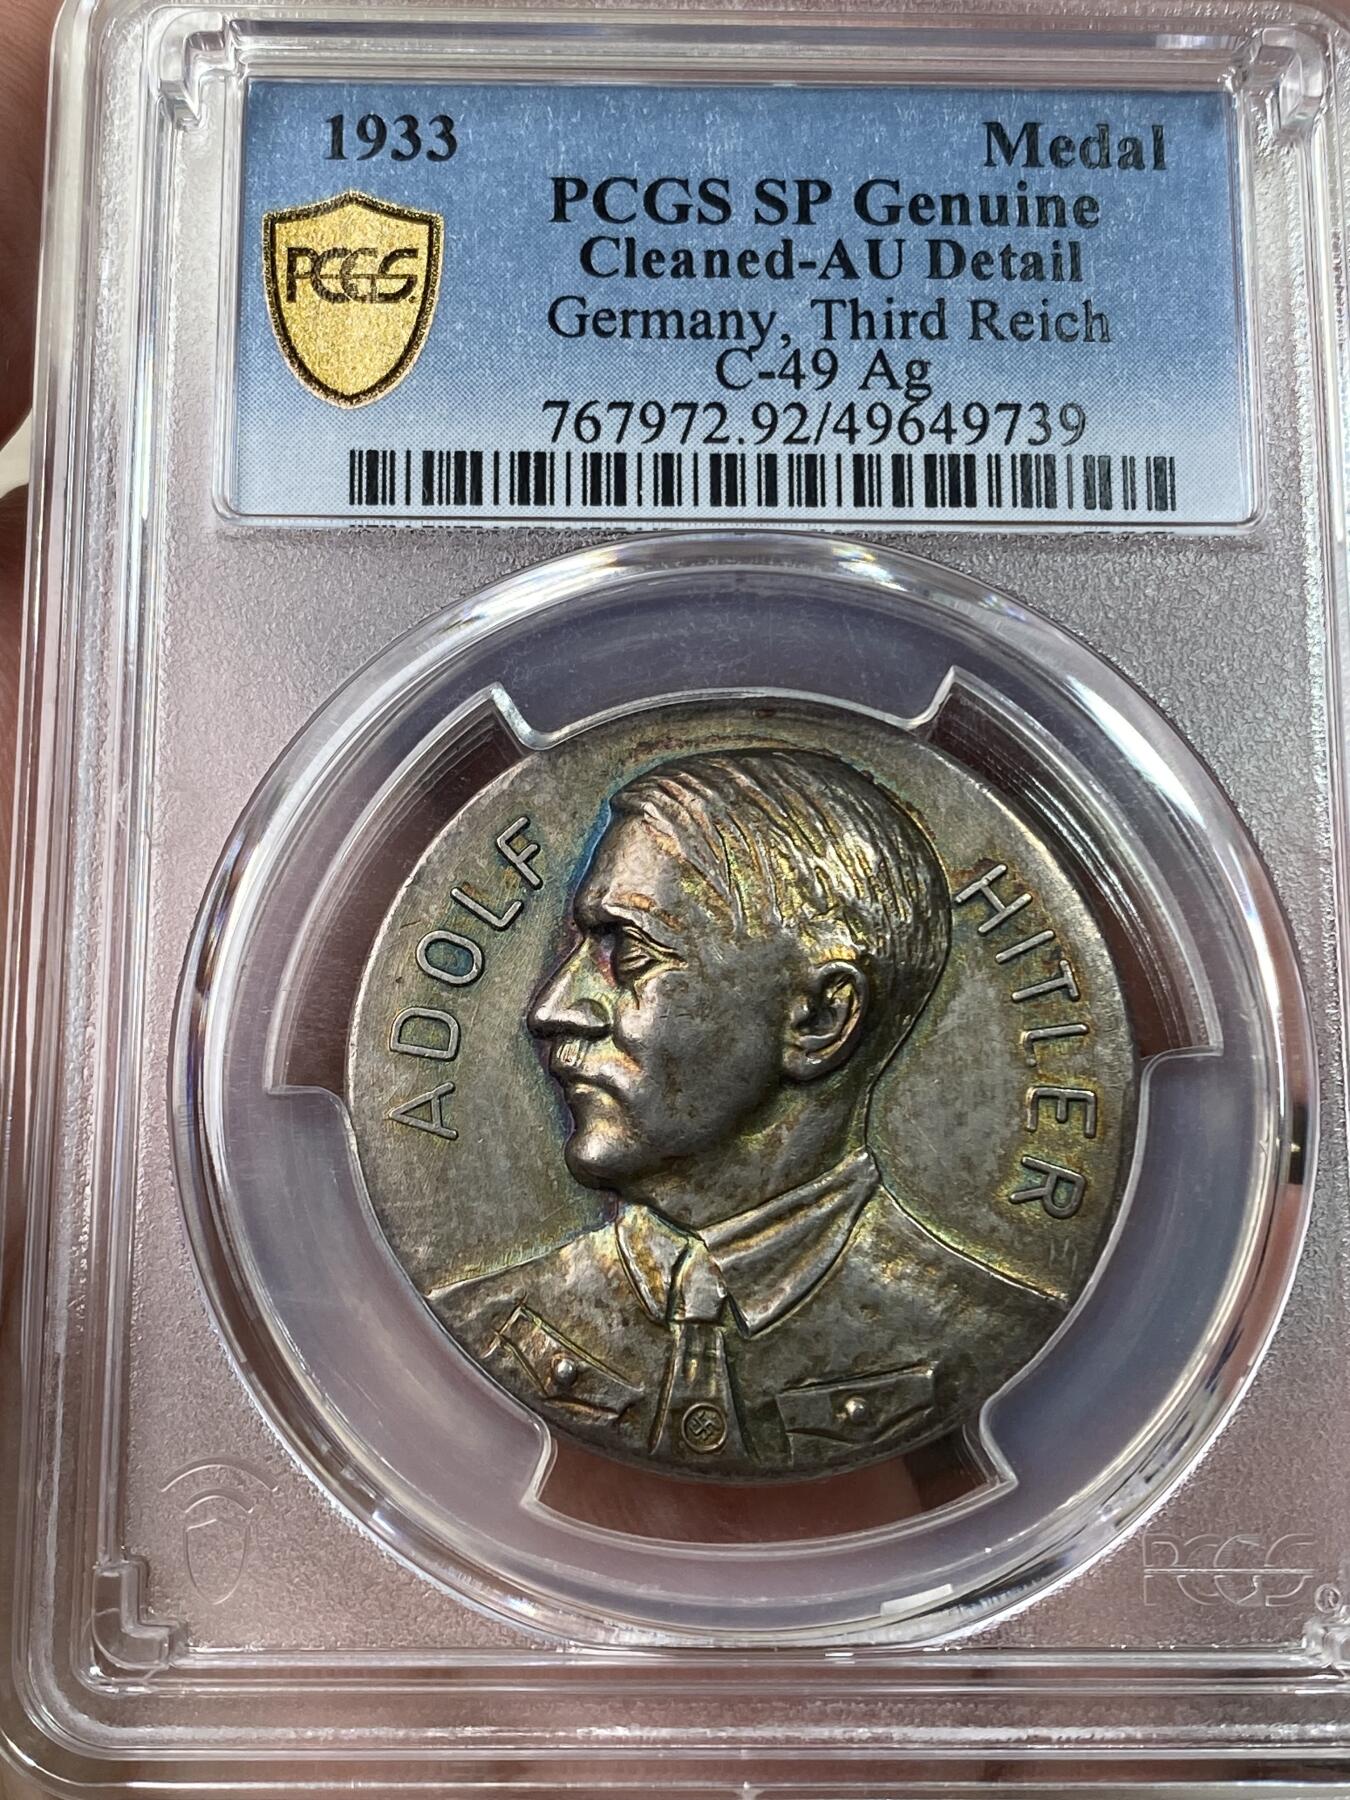 1933 Medal
PCGS SP Genuine
Cleaned-AU Detail
Germany, Third Reich
C-49 Ag
767972.92/49649739
PCGS
ADOLF HITLER
PCGS